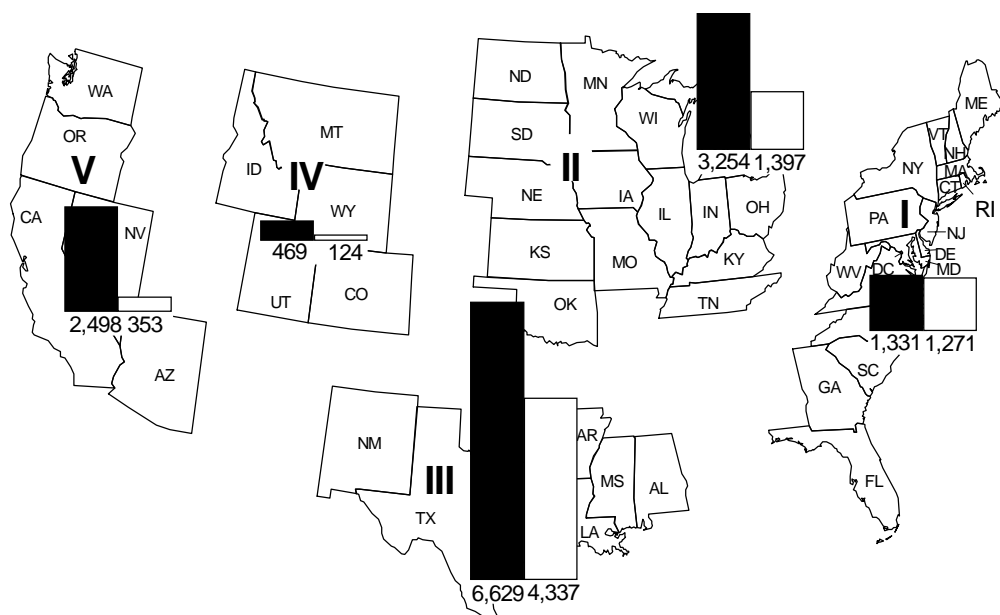 WA
OR
V
CA
NV
2,498 353
AZ
MT
ID
IV
WY
469 124
UT
CO
ND
MN
SD
WI
II
NE
IA
IL
IN
OH
KS
MO
KY
OK
TN
3,254 1,397
ME
VT
NH
NY
MA
CT
RI
PA
I
NJ
DE
WV
DC
MD
1,331 1,271
SC
GA
FL
NM
III
TX
AR
MS
AL
LA
6,629 4,337